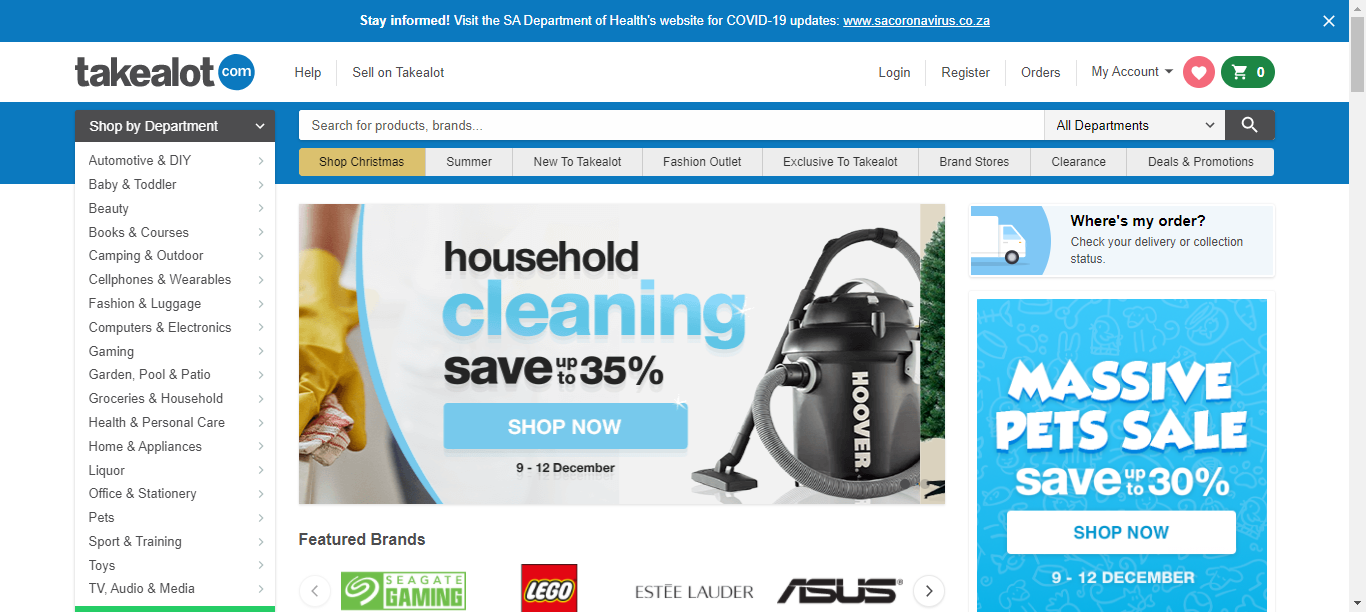 Stay informed! Visit the SA Department of Health's website for COVID-19 updates: www.sacoronavirus.co.za
takealot com
Help
Sell on Takealot
Login
Register
Orders
My Account
0
Shop by Department
Search for products, brands...
All Departments
Shop Christmas
Summer
New To Takealot
Fashion Outlet
Exclusive To Takealot
Brand Stores
Clearance
Deals & Promotions
Automotive & DIY
Baby & Toddler
Beauty
Books & Courses
Camping & Outdoor
Cellphones & Wearables
Fashion & Luggage
Computers & Electronics
Gaming
Garden, Pool & Patio
Groceries & Household
Health & Personal Care
Home & Appliances
Liquor
Office & Stationery
Pets
Sport & Training
Toys
TV, Audio & Media
household
cleaning
save up to 35%
SHOP NOW
9 - 12 December
HOOVER
Where's my order?
Check your delivery or collection
status.
MASSIVE
PETS SALE
save up to 30%
SHOP NOW
9 - 12 DECEMBER
Featured Brands
SEAGATE
GAMING
LEGO
ESTĒE LAUDER
ASUS